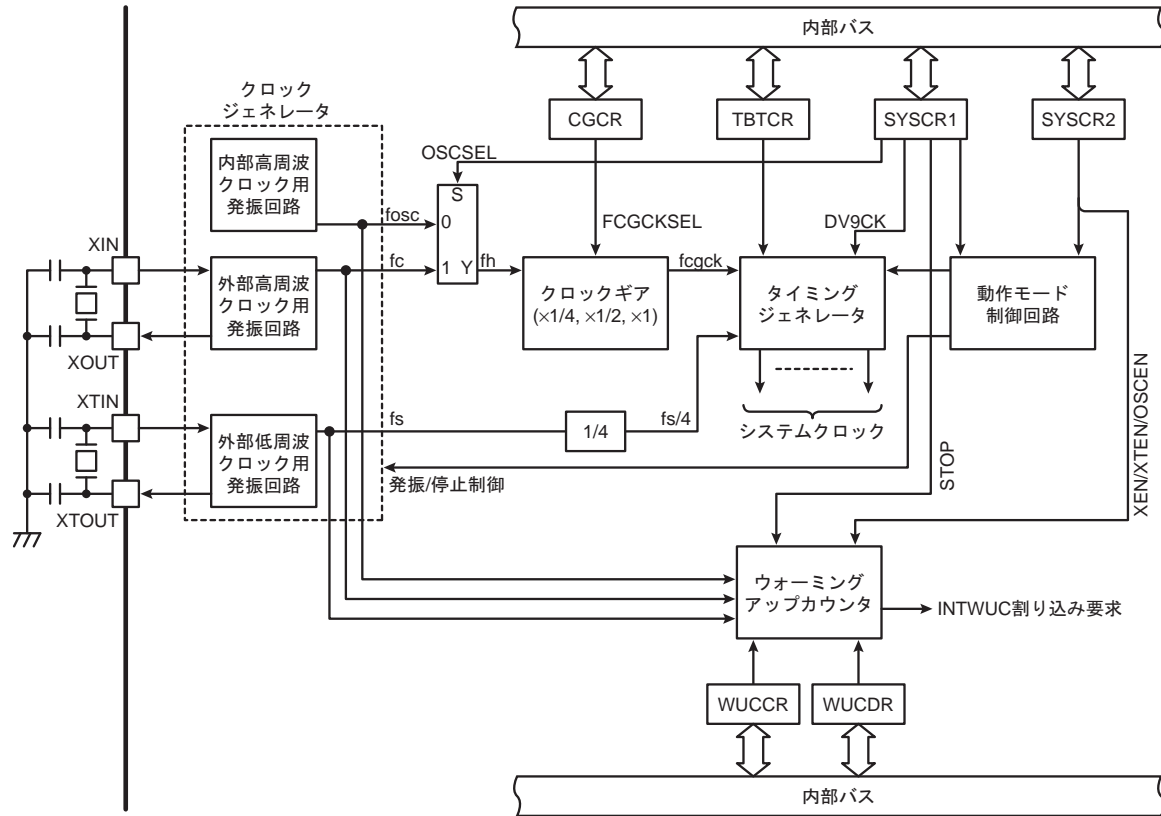 内部バス
クロック
ジェネレータ
CGCR
TBTCR
SYSCR1
SYSCR2
内部高周波
クロック用
発振回路
OSCSEL
S
0
1 Y
fosc
fc
fh
FCGCKSEL
fcgck
DV9CK
XIN
外部高周波
クロック用
発振回路
クロックギア
(×1/4, ×1/2, ×1)
タイミング
ジェネレータ
動作モード
制御回路
XOUT
XTIN
外部低周波
クロック用
発振回路
fs
1/4
fs/4
システムクロック
発振/停止制御
STOP
XEN/XTEN/OSCEN
XTOUT
ウォーミング
アップカウンタ
INTWUC割り込み要求
WUCCR
WUCDR
内部バス